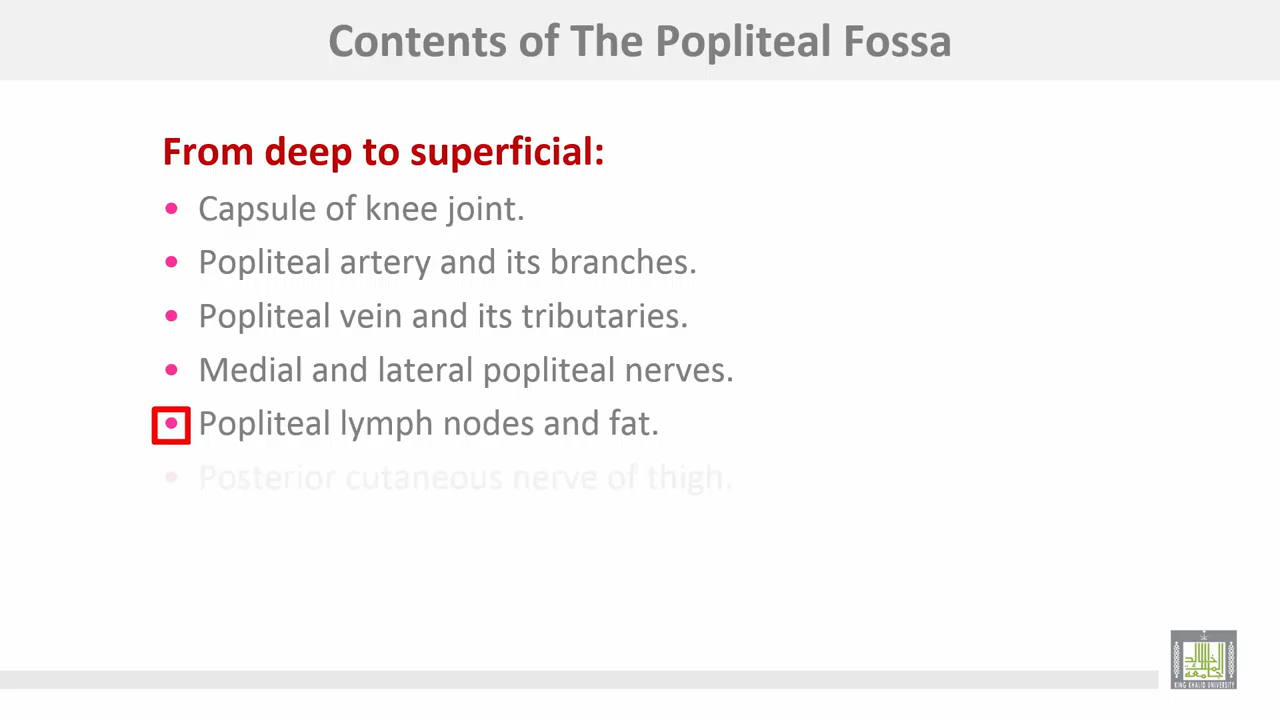 Contents of The Popliteal Fossa
From deep to superficial:
• Capsule of knee joint.
• Popliteal artery and its branches.
• Popliteal vein and its tributaries.
• Medial and lateral popliteal nerves.
• Popliteal lymph nodes and fat.
• Posterior cutaneous nerve of thigh.
KING KHALID UNIVERSITY